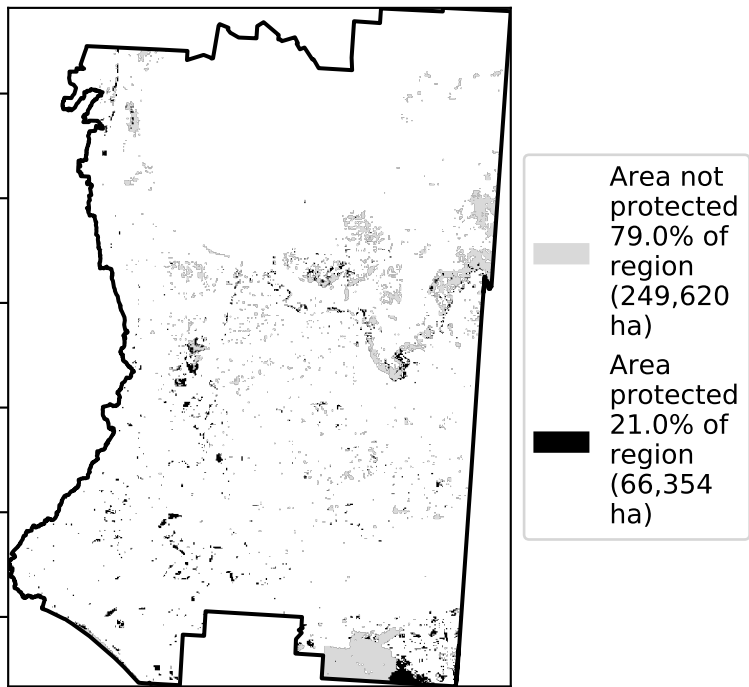 Area not
protected
79.0% of
region
(249,620
ha)
Area
protected
21.0% of
region
(66,354
ha)